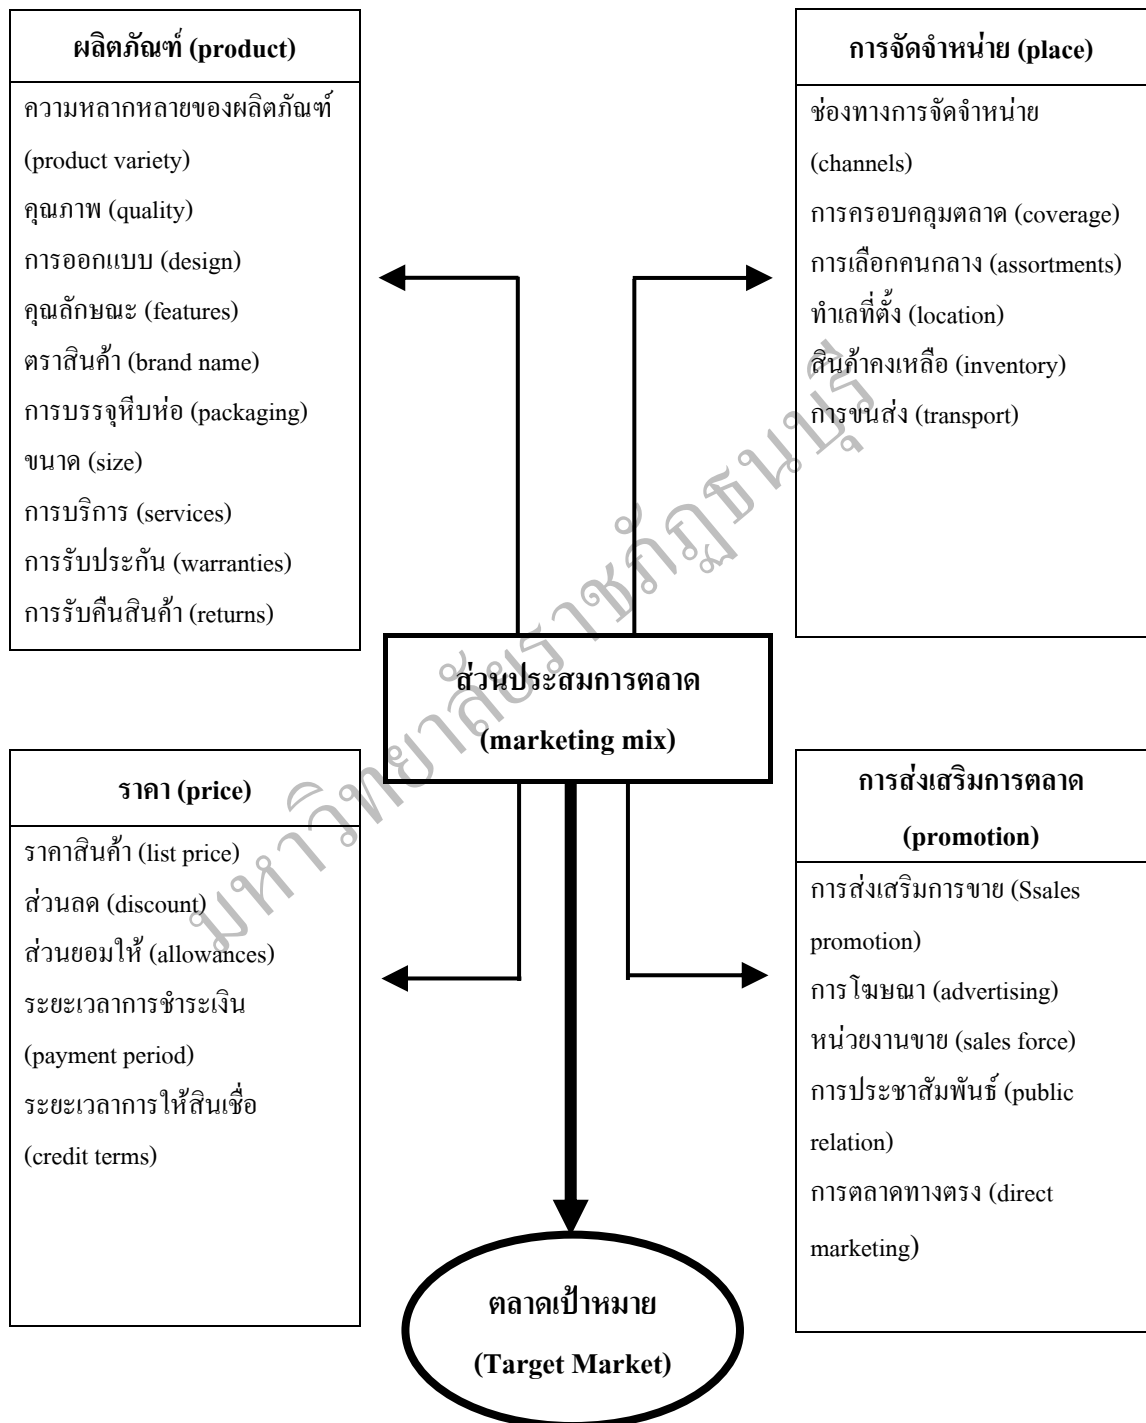 ผลิตภัณฑ์ (product)
ความหลากหลายของผลิตภัณฑ์
(product variety)
คุณภาพ (quality)
การออกแบบ (design)
คุณลักษณะ (features)
ตราสินค้า (brand name)
การบรรจุหีบห่อ (packaging)
ขนาด (size)
การบริการ (services)
การรับประกัน (warranties)
การรับคืนสินค้า (returns)
การจัดจำหน่าย (place)
ช่องทางการจัดจำหน่าย
(channels)
การครอบคลุมตลาด (coverage)
การเลือกคนกลาง (assortments)
ทำเลที่ตั้ง (location)
สินค้าคงเหลือ (inventory)
การขนส่ง (transport)
ส่วนประสมการตลาด
(marketing mix)
ราคา (price)
ราคาสินค้า (list price)
ส่วนลด (discount)
ส่วนยอมให้ (allowances)
ระยะเวลาการชำระเงิน
(payment period)
ระยะเวลาการให้สินเชื่อ
(credit terms)
การส่งเสริมการตลาด
(promotion)
การส่งเสริมการขาย (Ssales
promotion)
การโฆษณา (advertising)
หน่วยงานขาย (sales force)
การประชาสัมพันธ์ (public
relation)
การตลาดทางตรง (direct
marketing)
ตลาดเป้าหมาย
(Target Market)
มหาวิทยาลัยราชภัฏธนบุรี